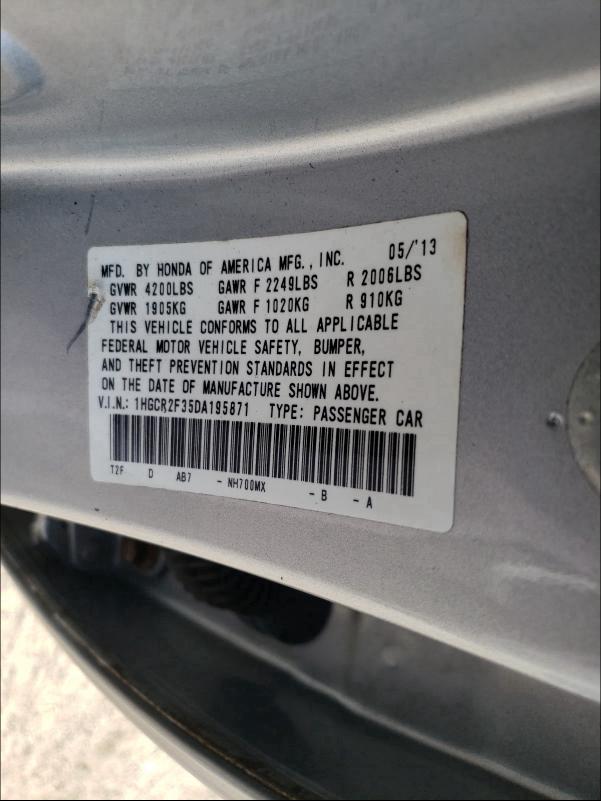 MFD. BY HONDA OF AMERICA MFG., INC. 05/'13
GVWR 4200LBS GAWR F 2249LBS R 2006LBS
GVWR 1905KG GAWR F 1020KG R 910KG
THIS VEHICLE CONFORMS TO ALL APPLICABLE
FEDERAL MOTOR VEHICLE SAFETY, BUMPER,
AND THEFT PREVENTION STANDARDS IN EFFECT
ON THE DATE OF MANUFACTURE SHOWN ABOVE.
V.I.N.: 1HGCR2F35DA195871 TYPE: PASSENGER CAR
T2F D AB7 - NH700MX - B - A